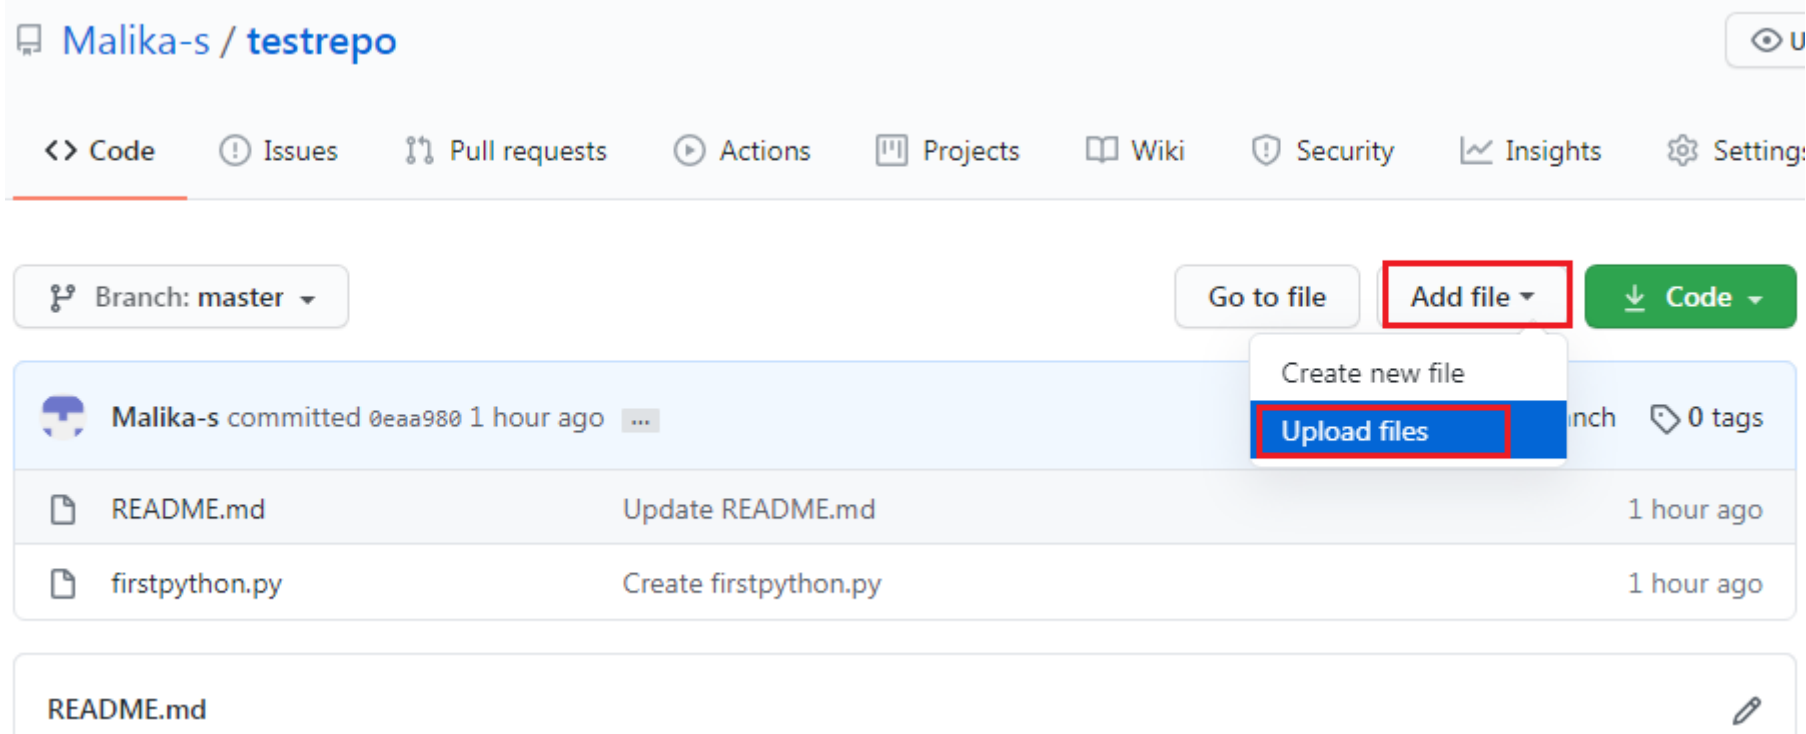 Malika-s / testrepo
Code Issues Pull requests Actions Projects Wiki Security Insights Settings
Branch: master Go to file Add file Code
Create new file
Malika-s committed 0eaa980 1 hour ago ... 0 tags
Upload files
README.md Update README.md 1 hour ago
firstpython.py Create firstpython.py 1 hour ago
README.md